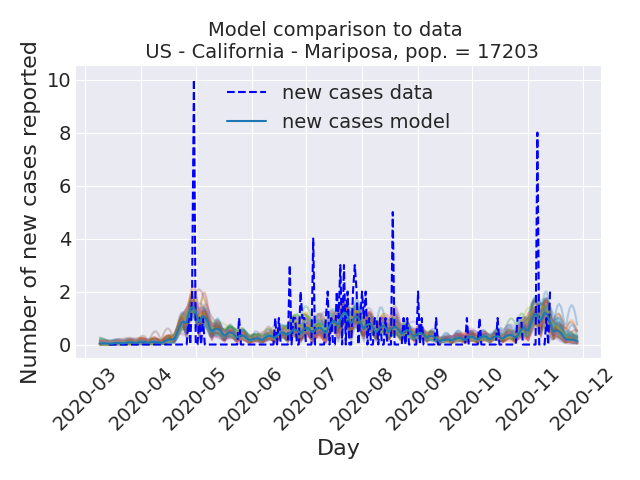 Model comparison to data
US - California - Mariposa, pop. = 17203
Number of new cases reported
10
8
6
4
2
0
new cases data
new cases model
2020-03
2020-04
2020-05
2020-06
2020-07
2020-08
2020-09
2020-10
2020-11
2020-12
Day